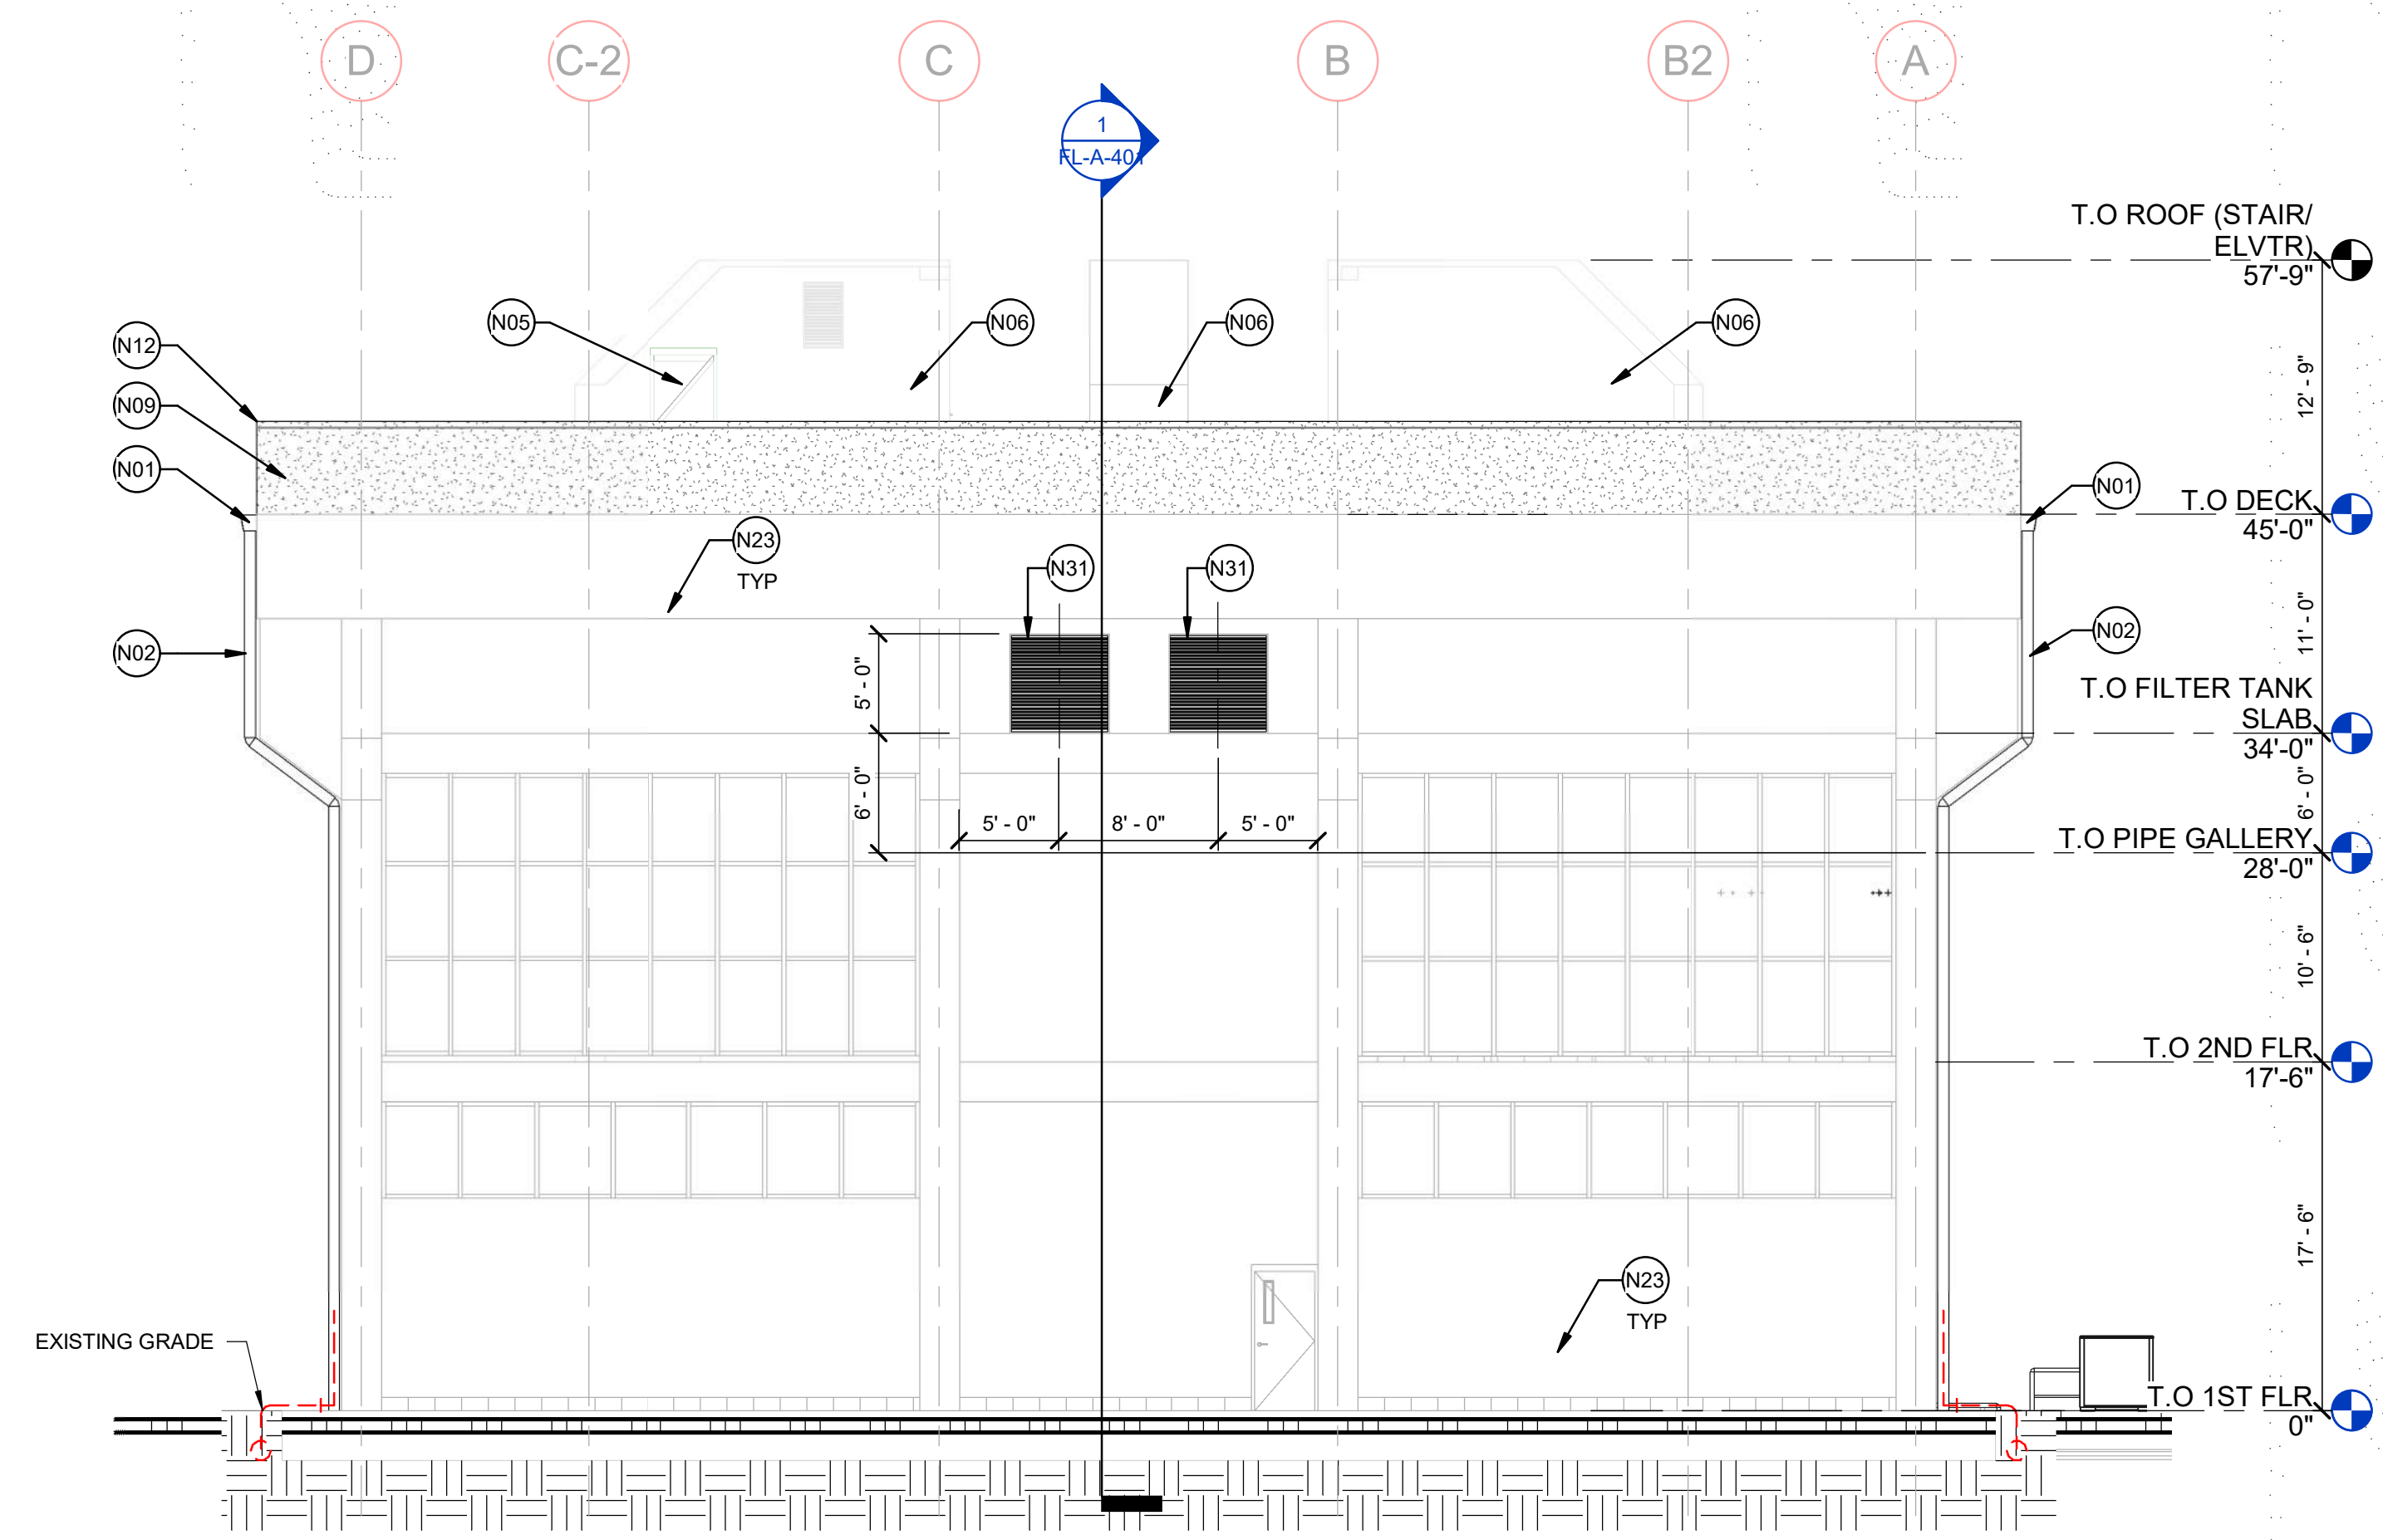 D
C-2
C
B
B2
A
1
FL-A-401
T.O ROOF (STAIR/
ELVTR)
57'-9"
N05
N06
N06
N06
N12
N09
N01
N23
TYP
N31
N31
N01
T.O DECK
45'-0"
12' - 9"
11' - 0"
N02
N02
5' - 0"
T.O FILTER TANK
SLAB
34'-0"
6' - 0"
6' - 0"
5' - 0"
8' - 0"
5' - 0"
T.O PIPE GALLERY
28'-0"
10' - 6"
T.O 2ND FLR
17'-6"
17' - 6"
N23
TYP
EXISTING GRADE
T.O 1ST FLR
0"